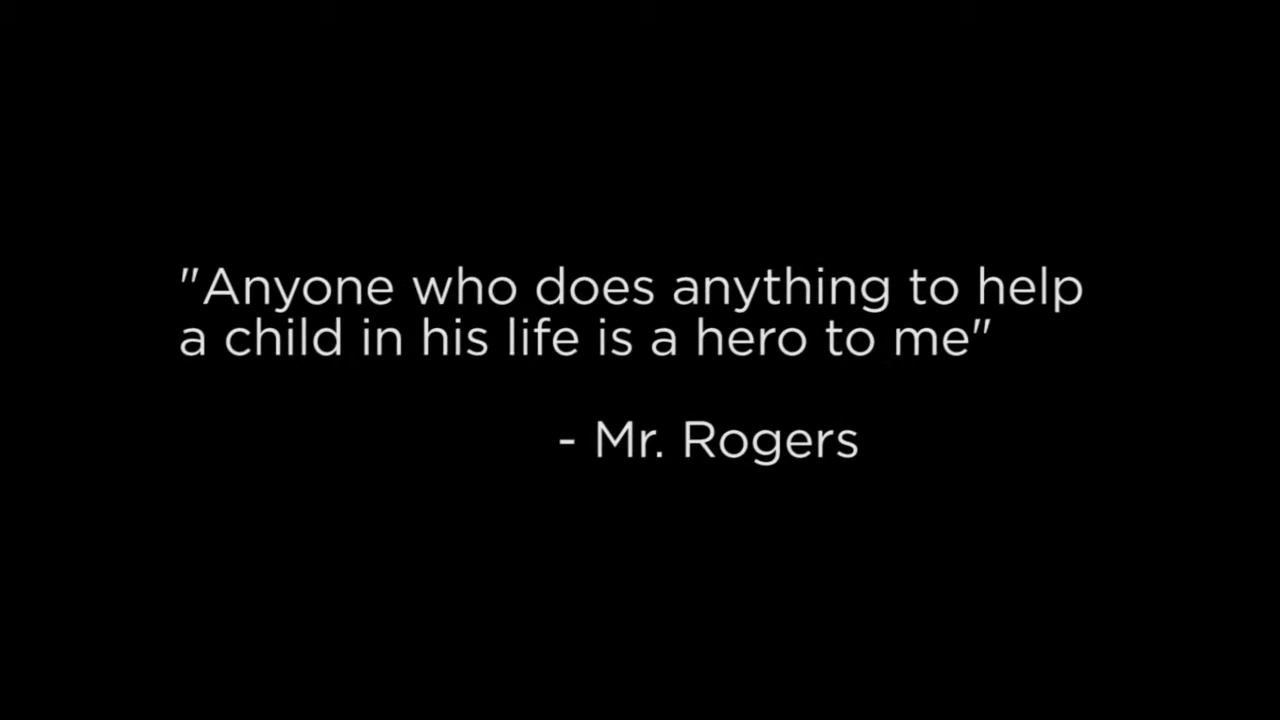 "Anyone who does anything to help
a child in his life is a hero to me"
- Mr. Rogers